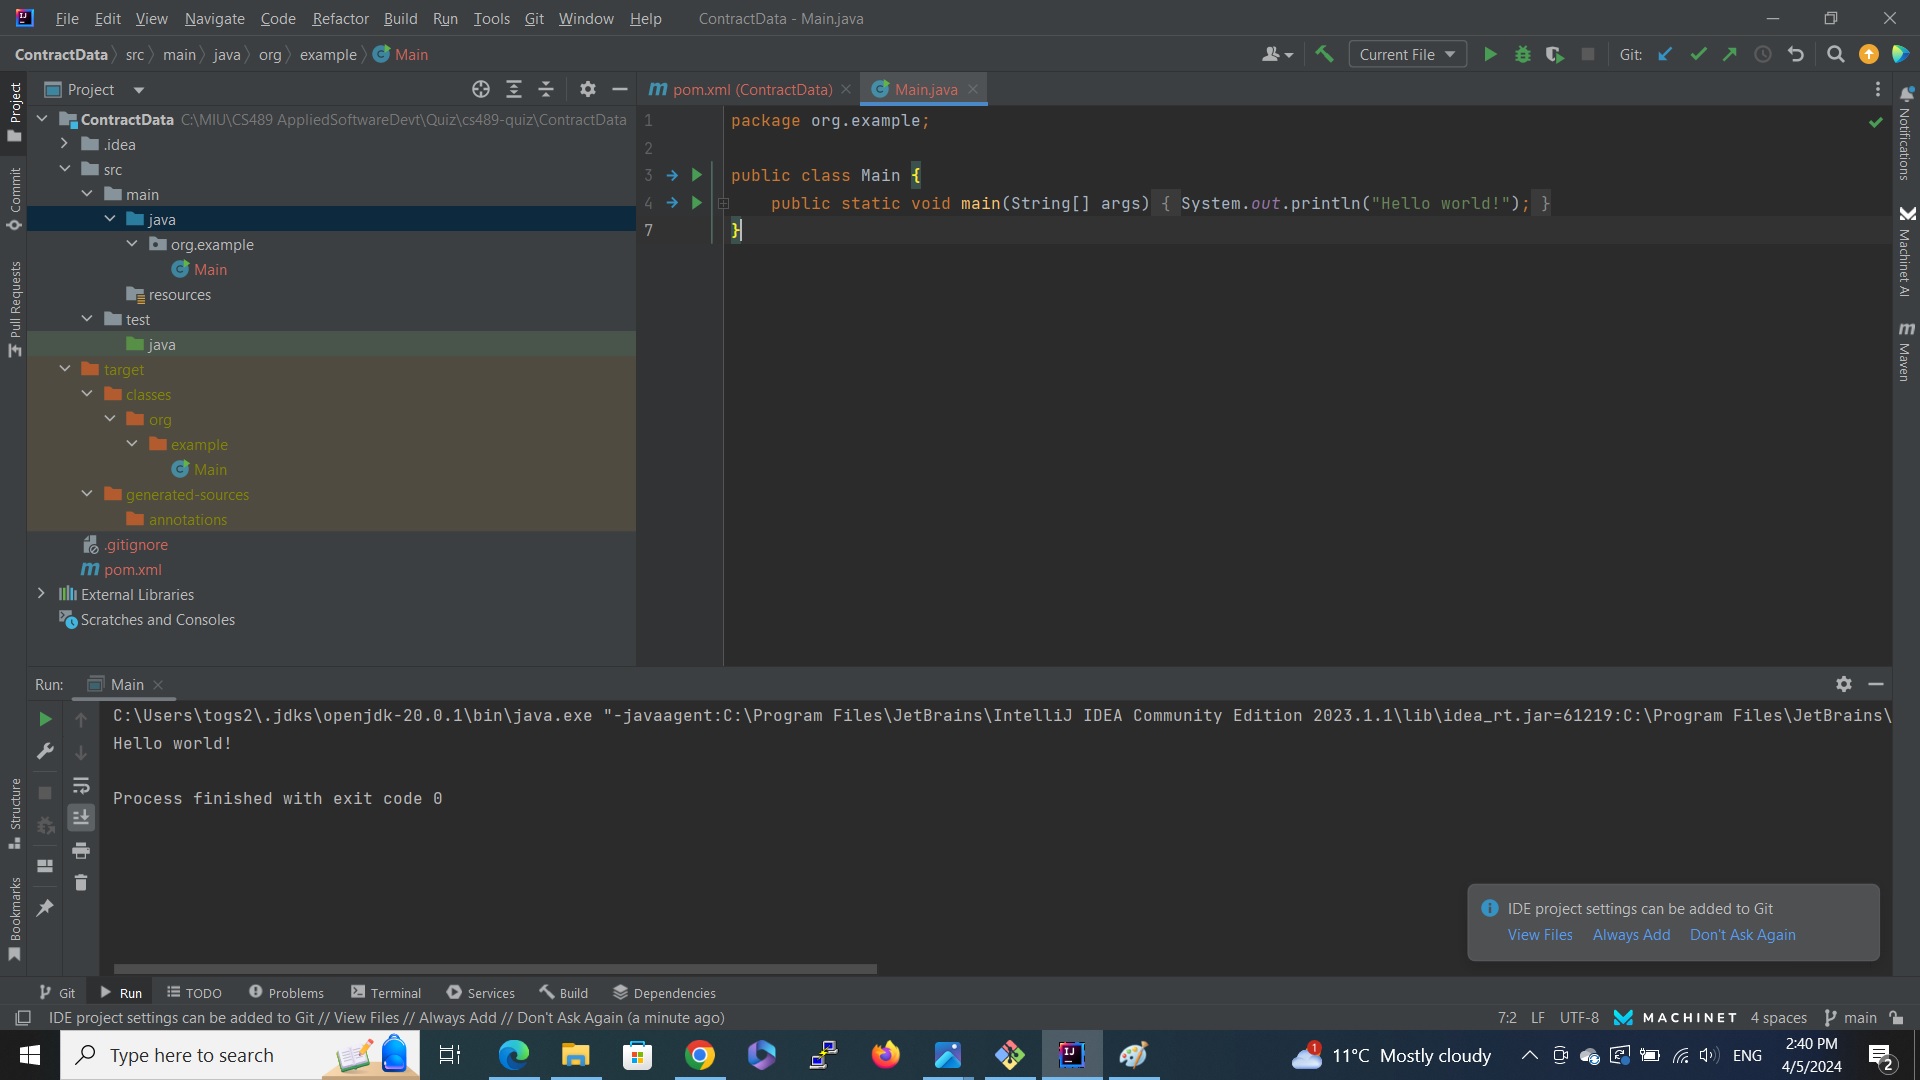 File Edit View Navigate Code Refactor Build Run Tools Git Window Help ContractData - Main.java
ContractData src main java org example Main
Current File Git:
Project
pom.xml (ContractData) Main.java
ContractData C:\MIU\CS489 AppliedSoftwareDevt\Quiz\cs489-quiz\ContractData
.idea
src
main
java
org.example
Main
resources
test
java
target
classes
org
example
Main
generated-sources
annotations
.gitignore
pom.xml
External Libraries
Scratches and Consoles
1 package org.example;
2
3 public class Main {
4 public static void main(String[] args) { System.out.println("Hello world!"); }
7 }
Project
Commit
Pull Requests
Structure
Bookmarks
Notifications
Machinet AI
Maven
Run: Main
C:\Users\togs2\.jdks\openjdk-20.0.1\bin\java.exe "-javaagent:C:\Program Files\JetBrains\IntelliJ IDEA Community Edition 2023.1.1\lib\idea_rt.jar=61219:C:\Program Files\JetBrains\
Hello world!
Process finished with exit code 0
IDE project settings can be added to Git
View Files Always Add Don't Ask Again
Git Run TODO Problems Terminal Services Build Dependencies
IDE project settings can be added to Git // View Files // Always Add // Don't Ask Again (a minute ago)
7:2 LF UTF-8 MACHINET 4 spaces main
Type here to search
1 11°C Mostly cloudy ENG
2:40 PM
4/5/2024
2